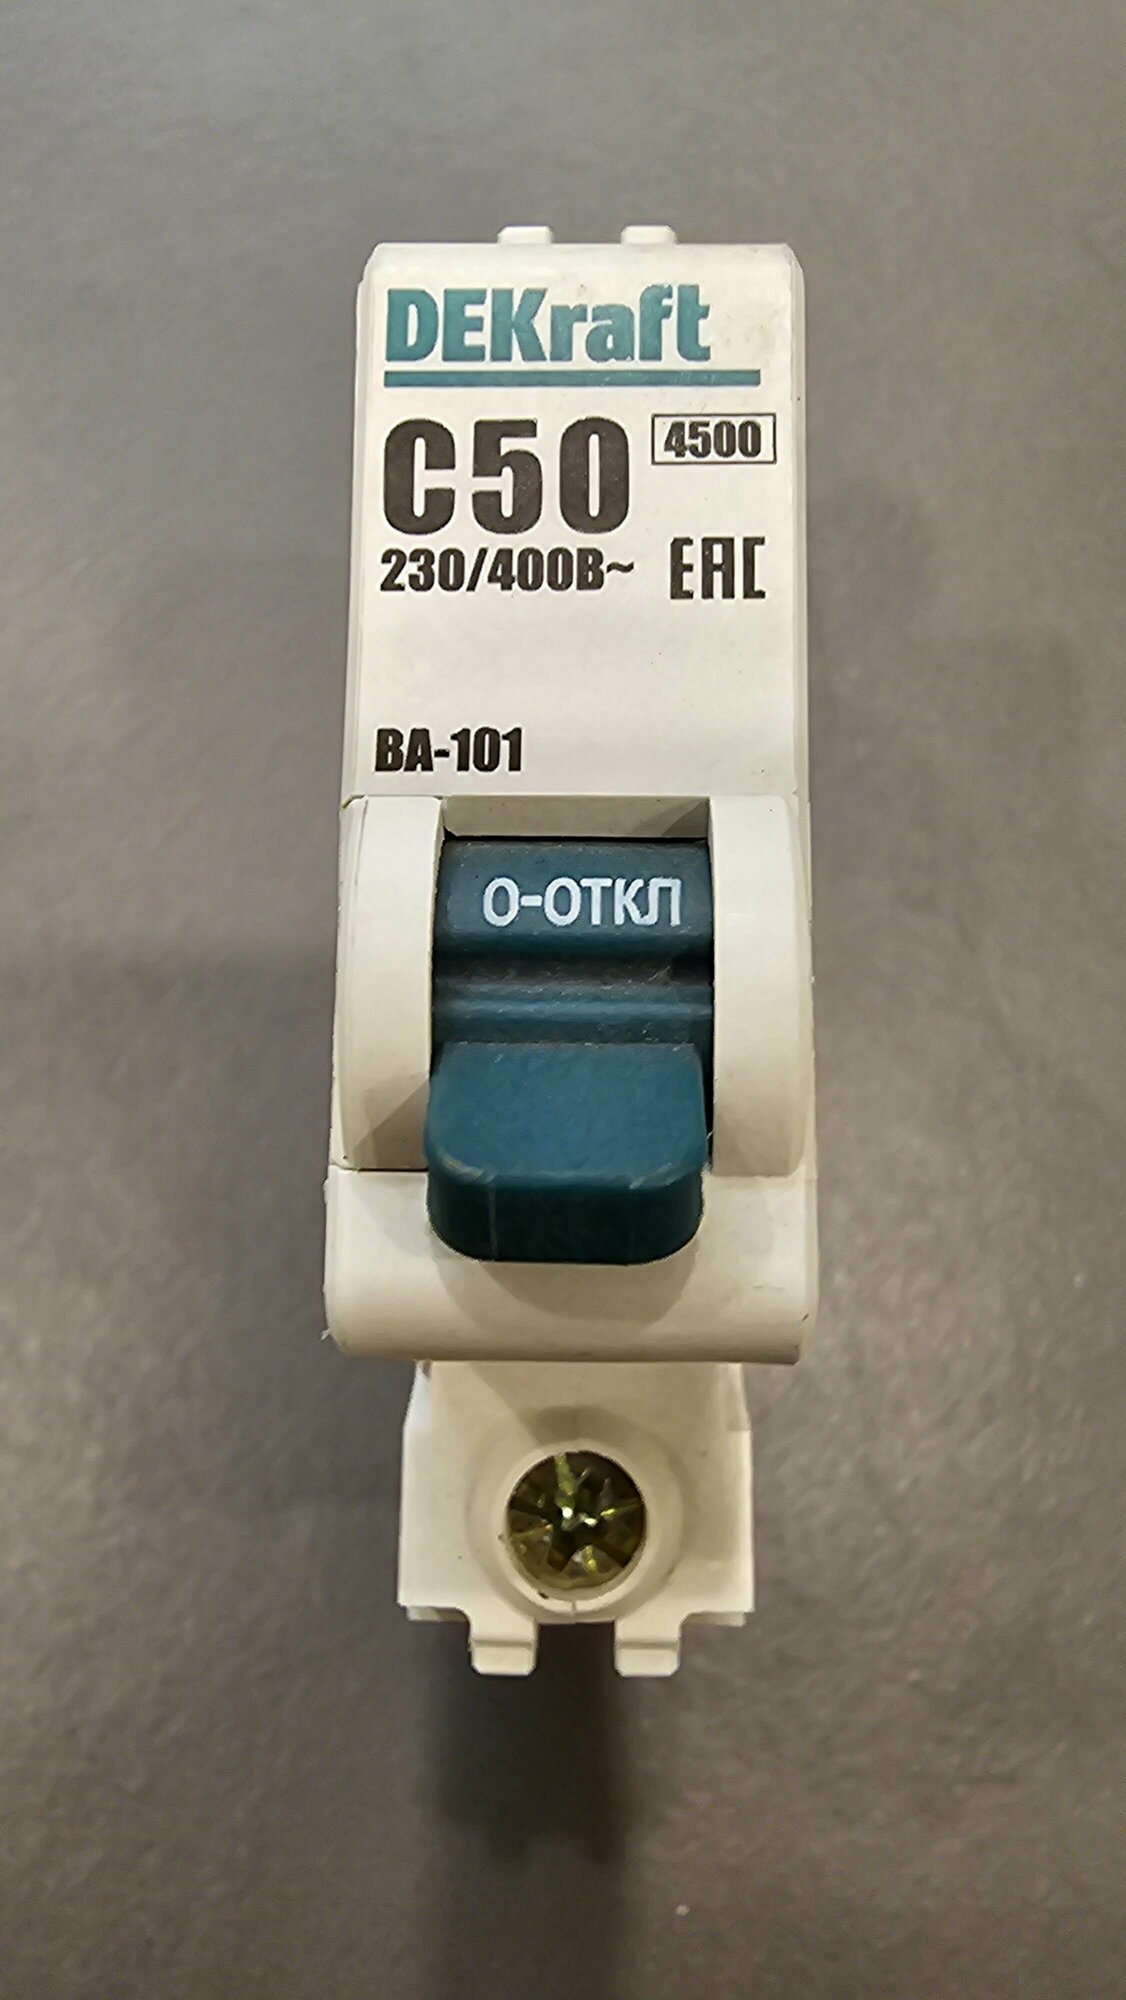 DEKraft
C50
4500
230/400В~
EAC
ВА-101
О-ОТКЛ